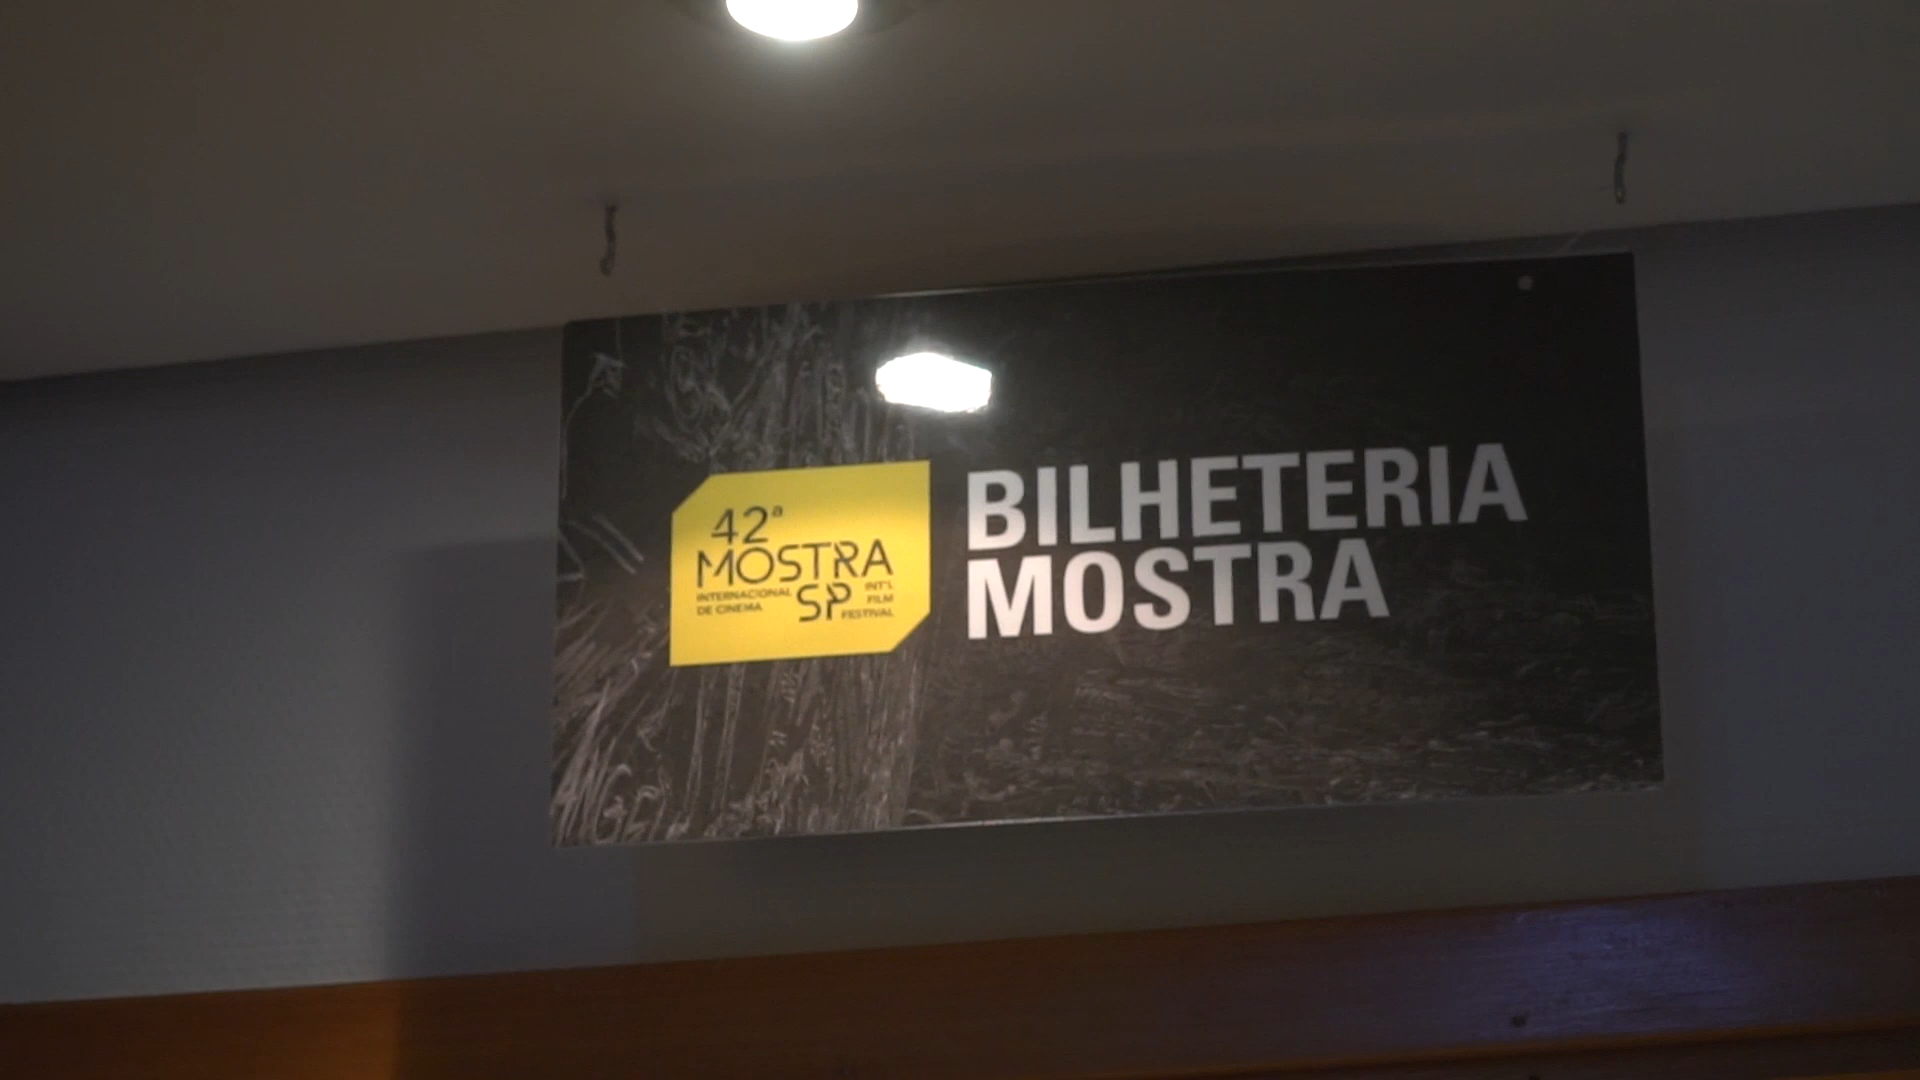 42ª
MOSTRA
INTERNACIONAL
DE CINEMA
SP
INT'L
FILM
FESTIVAL
BILHETERIA
MOSTRA